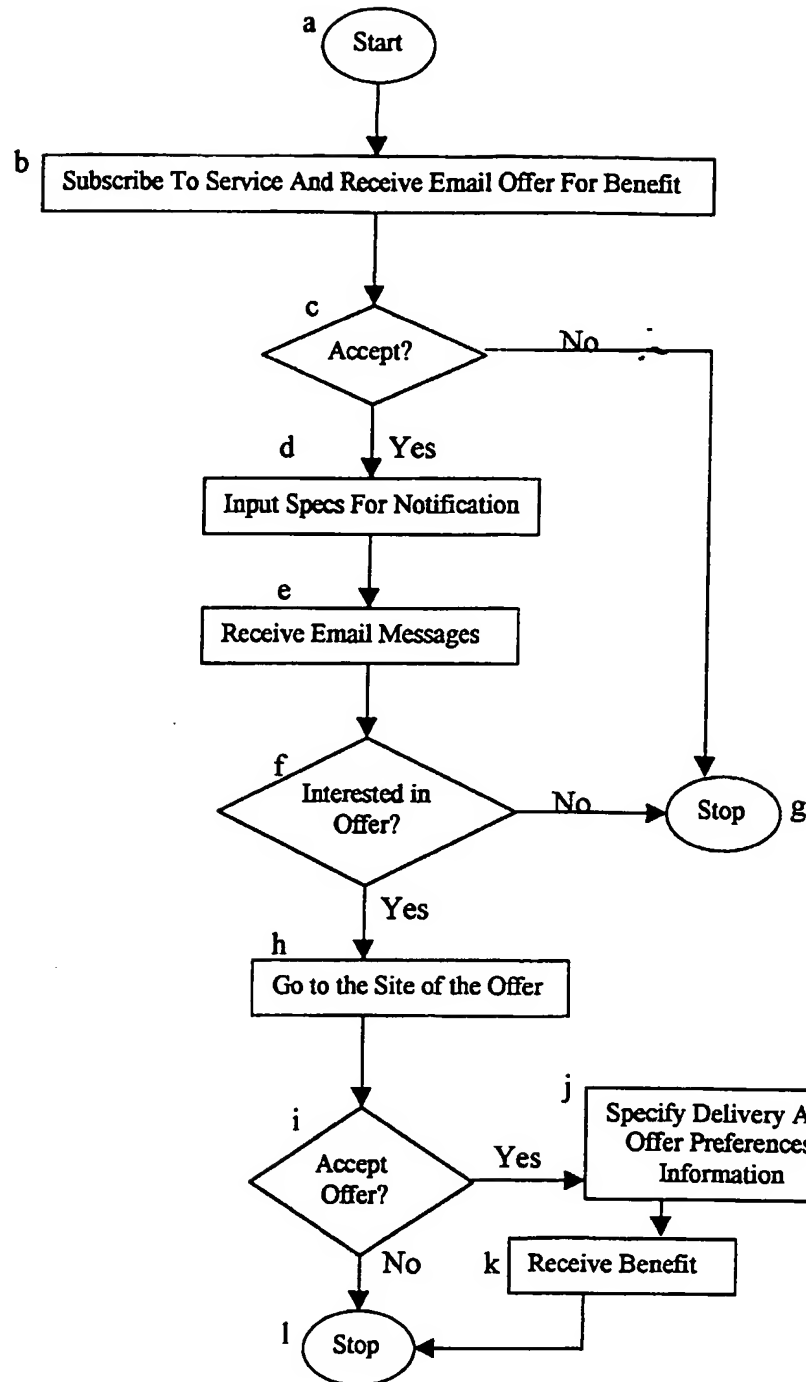 a
Start
b
Subscribe To Service And Receive Email Offer For Benefit
c
Accept?
No
d
Yes
Input Specs For Notification
e
Receive Email Messages
f
Interested in
Offer?
No
Stop
g
Yes
h
Go to the Site of the Offer
i
Accept
Offer?
Yes
j
Specify Delivery
Offer Preferences
Information
No
k
Receive Benefit
l
Stop